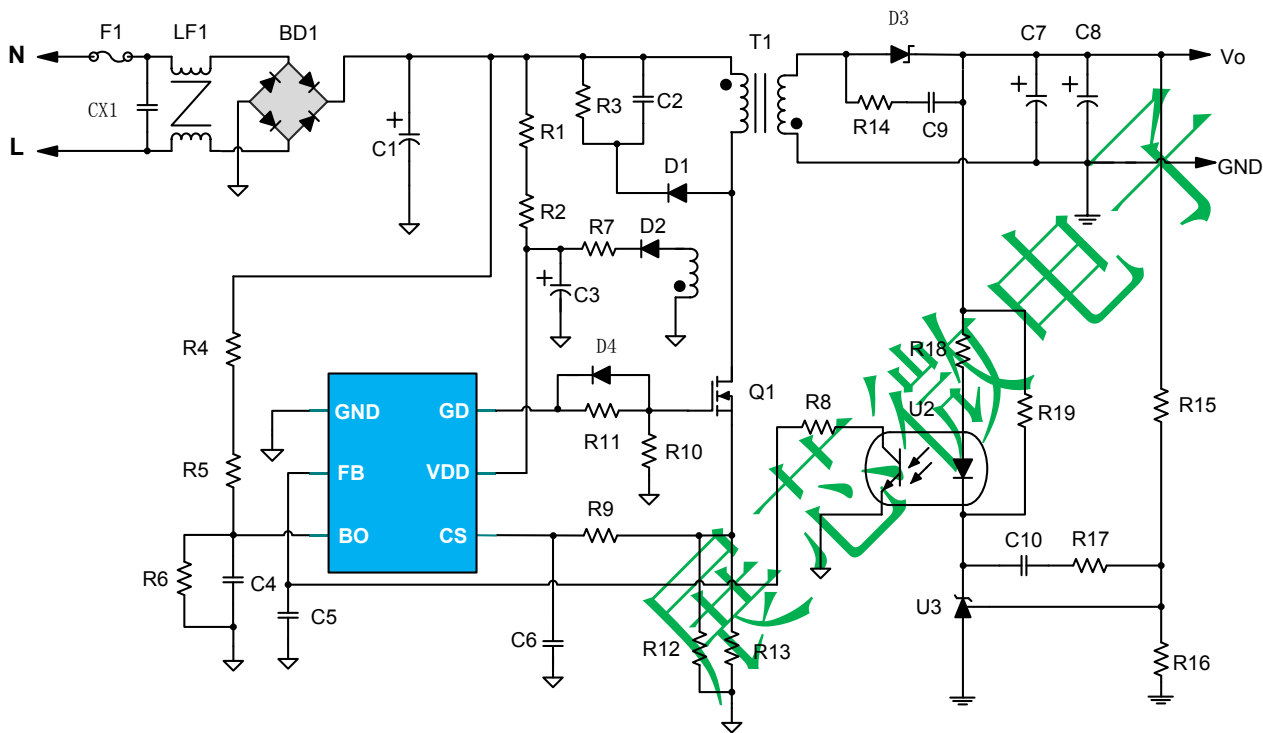 F1
LF1
BD1
T1
D3
C7
C8
N
Vo
CX1
R3
C2
R14
C9
L
C1
R1
D1
GND
R2
R7
D2
C3
R4
D4
R18
Q1
GND
GD
R8
U2
R19
R15
R11
R10
R5
FB
VDD
R9
BO
CS
C10
R17
R6
C4
C5
U3
C6
R12
R13
R16